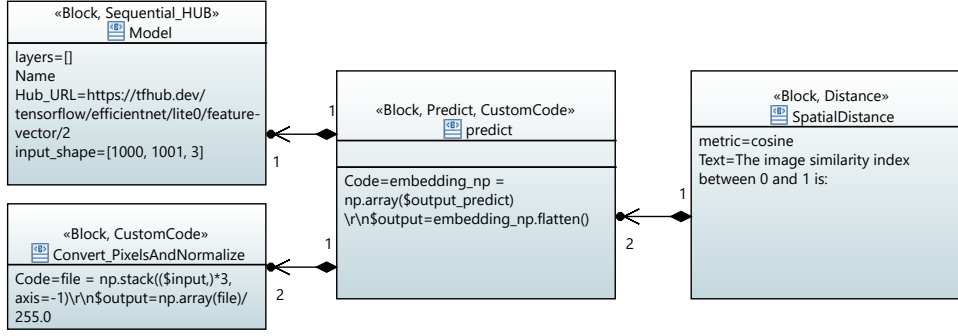 «Block, Sequential_HUB»
Model
layers=[]
Name
Hub_URL=https://tfhub.dev/
tensorflow/efficientnet/lite0/feature-
vector/2
input_shape=[1000, 1001, 3]
1
1
«Block, CustomCode»
Convert_PixelsAndNormalize
Code=file = np.stack(($input,)*3,
axis=-1)\r\n$output=np.array(file)/
255.0
1
2
«Block, Predict, CustomCode»
predict
Code=embedding_np =
np.array($output_predict)
\r\n$output=embedding_np.flatten()
1
2
«Block, Distance»
SpatialDistance
metric=cosine
Text=The image similarity index
between 0 and 1 is: